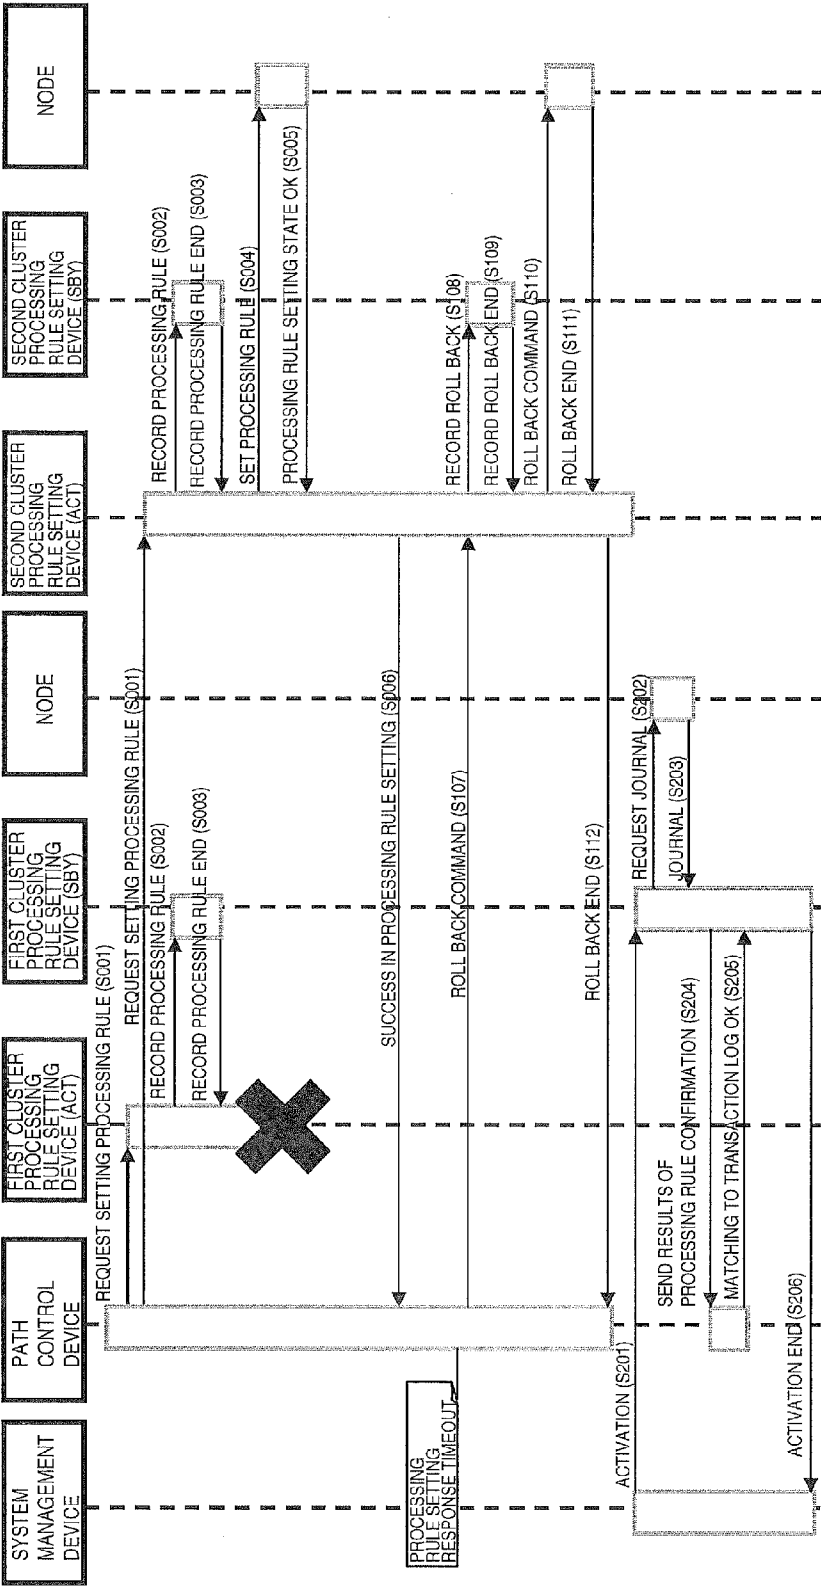 SYSTEM
MANAGEMENT
DEVICE
PATH
CONTROL
DEVICE
FIRST CLUSTER
PROCESSING
RULE SETTING
DEVICE (ACT)
FIRST CLUSTER
PROCESSING
RULE SETTING
DEVICE (SBY)
NODE
SECOND CLUSTER
PROCESSING
RULE SETTING
DEVICE (ACT)
SECOND CLUSTER
PROCESSING
RULE SETTING
DEVICE (SBY)
NODE
REQUEST SETTING PROCESSING RULE (S001)
REQUEST SETTING PROCESSING RULE (S001)
RECORD PROCESSING RULE (S002)
RECORD PROCESSING RULE END (S003)
RECORD PROCESSING RULE (S002)
RECORD PROCESSING RULE END (S003)
SET PROCESSING RULE (S004)
PROCESSING RULE SETTING STATE OK (S005)
SUCCESS IN PROCESSING RULE SETTING (S006)
PROCESSING
RULE SETTING
RESPONSE TIMEOUT
ROLL BACK COMMAND (S107)
RECORD ROLL BACK (S108)
RECORD ROLL BACK END (S109)
ROLL BACK COMMAND (S110)
ROLL BACK END (S111)
ROLL BACK END (S112)
ACTIVATION (S201)
REQUEST JOURNAL (S202)
JOURNAL (S203)
SEND RESULTS OF
PROCESSING RULE CONFIRMATION (S204)
MATCHING TO TRANSACTION LOG OK (S205)
ACTIVATION END (S206)